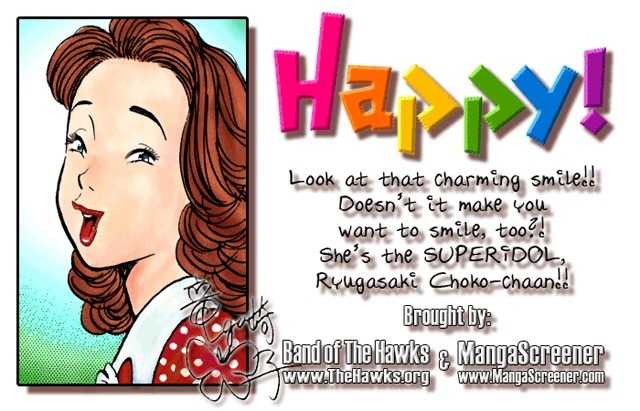 Happy!
Look at that charming smile!!
Doesn't it make you
want to smile, too?!
She's the SUPERiDOL,
Ryugasaki Choko-chaan!!
Brought by:
Band of The Hawks & MangaScreener
www.TheHawks.org www.MangaScreener.com